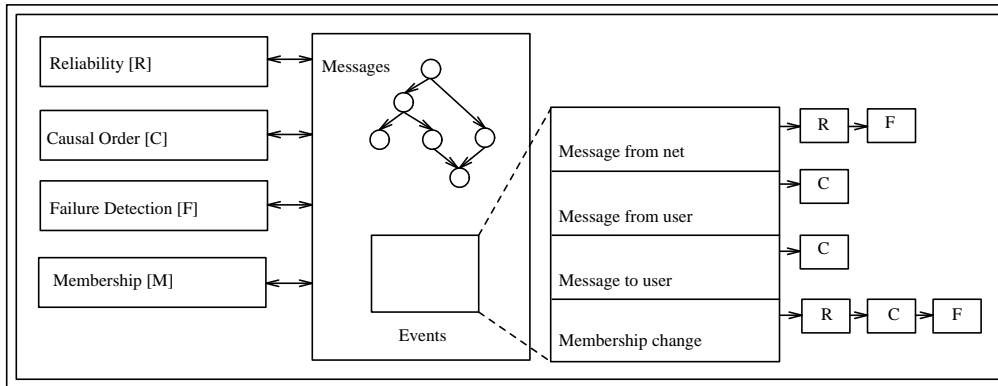 Reliability [R]
Causal Order [C]
Failure Detection [F]
Membership [M]
Messages
Events
Message from net
R F
Message from user
C
Message to user
C
Membership change
R C F